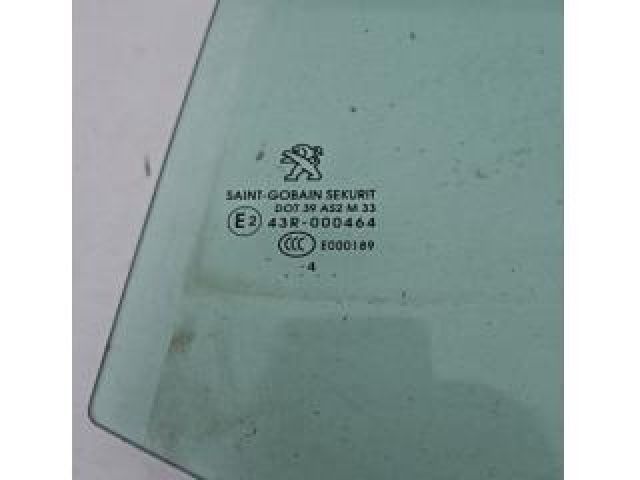 SAINT-GOBAIN SEKURIT
DOT 39 AS2 M 33
E2 43R-000464
CCC E000189
4